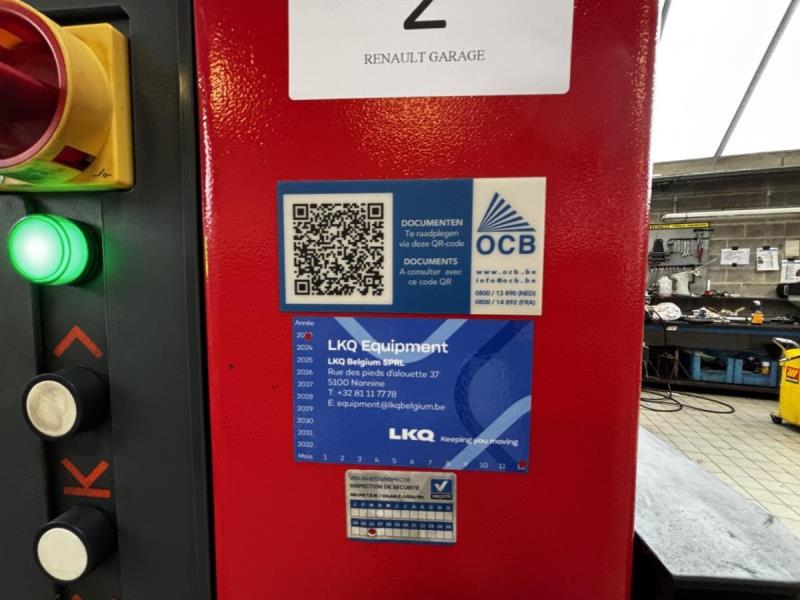 2
RENAULT GARAGE
DOCUMENTEN
Te raadplegen
via deze QR-code
DOCUMENTS
A consulter avec
ce code QR
OCB
www.ocb.be
info@ocb.be
0800 / 13 890 (NED)
0800 / 14 892 (FRA)
Année
2024
2025
2026
2027
2028
2029
2030
2031
2022
Mois 1 2 3 4 5 6 7 8 9 10 11
LKQ Equipment
LKQ Belgium SPRL
Rue des pieds d'alouette 37
5100 Nannine
T: +32 81 11 77 78
E: equipment@lkqbelgium.be
LKQ Keeping you moving
VEILIGHEIDSINSPECTIE
INSPECTION DE SÉCURITÉ